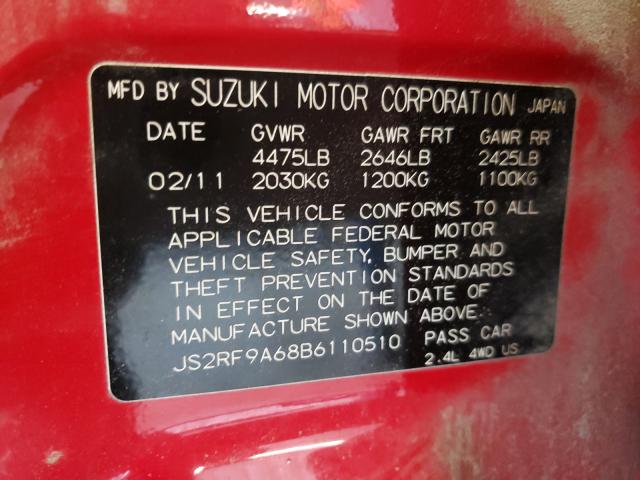 MFD BY SUZUKI MOTOR CORPORATION JAPAN
DATE GVWR GAWR FRT GAWR RR
4475LB 2646LB 2425LB
02/11 2030KG 1200KG 1100KG
THIS VEHICLE CONFORMS TO ALL
APPLICABLE FEDERAL MOTOR
VEHICLE SAFETY, BUMPER AND
THEFT PREVENTION STANDARDS
IN EFFECT ON THE DATE OF
MANUFACTURE SHOWN ABOVE.
JS2RF9A68B6110510 PASS CAR
2.4L 4WD US